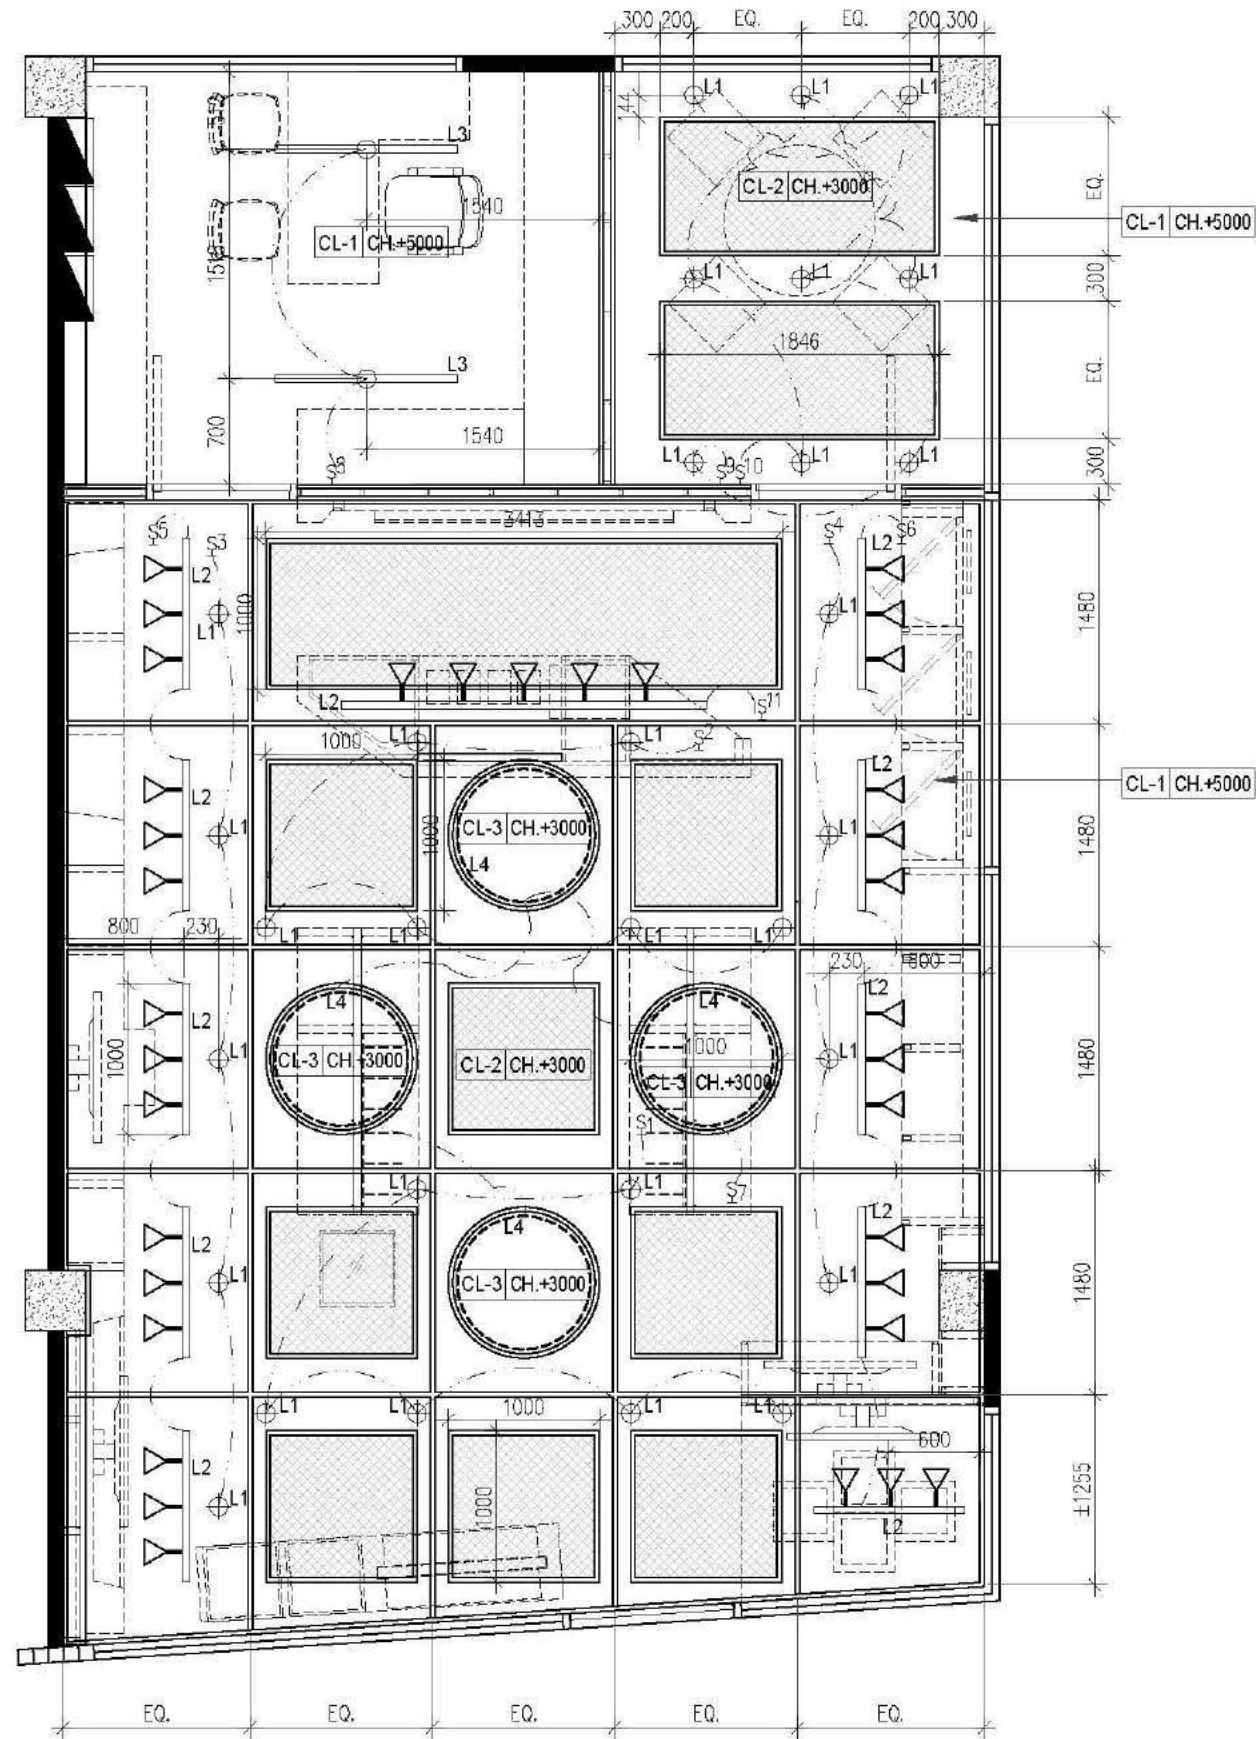 300 200 EQ. EQ. 200 300
L1 L1 L1
144
L3
CL-2 CH.+3000
EQ.
1540
CL-1 CH.+5000
CL-1 CH.+5000
L1 L1 L1
300
1846
L3
EQ.
700
1540
L1 S9 S10 L1 L1
S8
300
3413
S5 S3 S4 S6
L2 L2
1000
L1 L1
1480
L2 S11
L1 L1 S2
1000
L2 L2
CL-1 CH.+5000
CL-3 CH.+3000
L1 L1
1000
L4
1480
800 230 L1 L1 L1 L1
230 800
L4 L4 L2
L2
1000
CL-3 CH.+3000 CL-2 CH.+3000 1000
L1 L1
CL-3 CH.+3000
1480
S1
L1 L1 S7
L2 L4 L2
CL-3 CH.+3000
L1 L1
1480
L1 L1 L1 L1
1000
600
L2
L1
1000
L2
±1255
EQ. EQ. EQ. EQ. EQ.